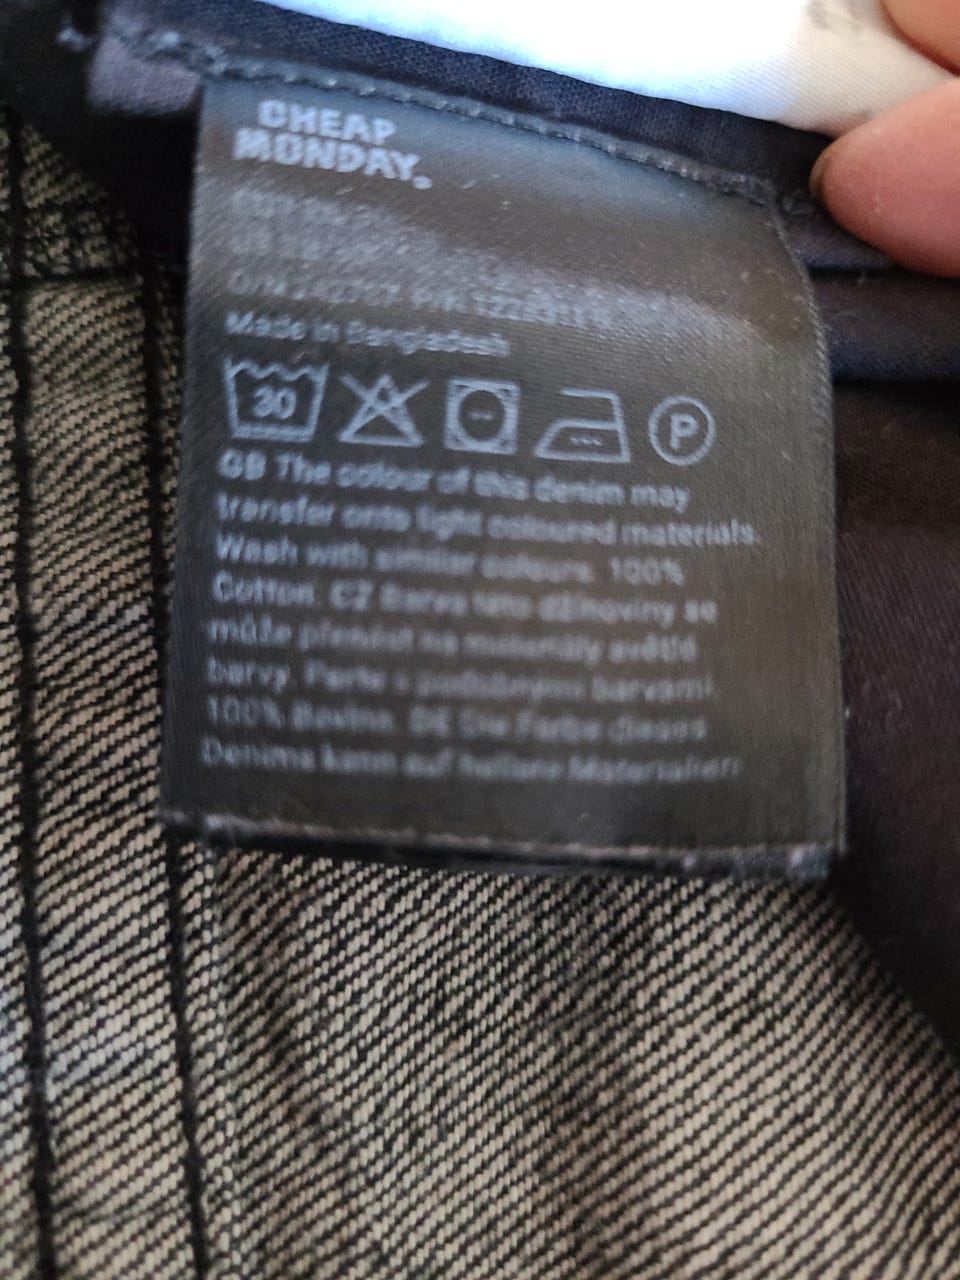 CHEAP
MONDAY.
Made in Bangladesh
30
P
GB The colour of this denim may
transfer onto light coloured materials.
Wash with similar colours. 100%
Cotton. CZ Barva této džínoviny se
může přenést na materiály světlé
barvy. Perte s podobnými barvami.
100% Bavlna. DE Die Farbe dieses
Denims kann auf hellere Materialien